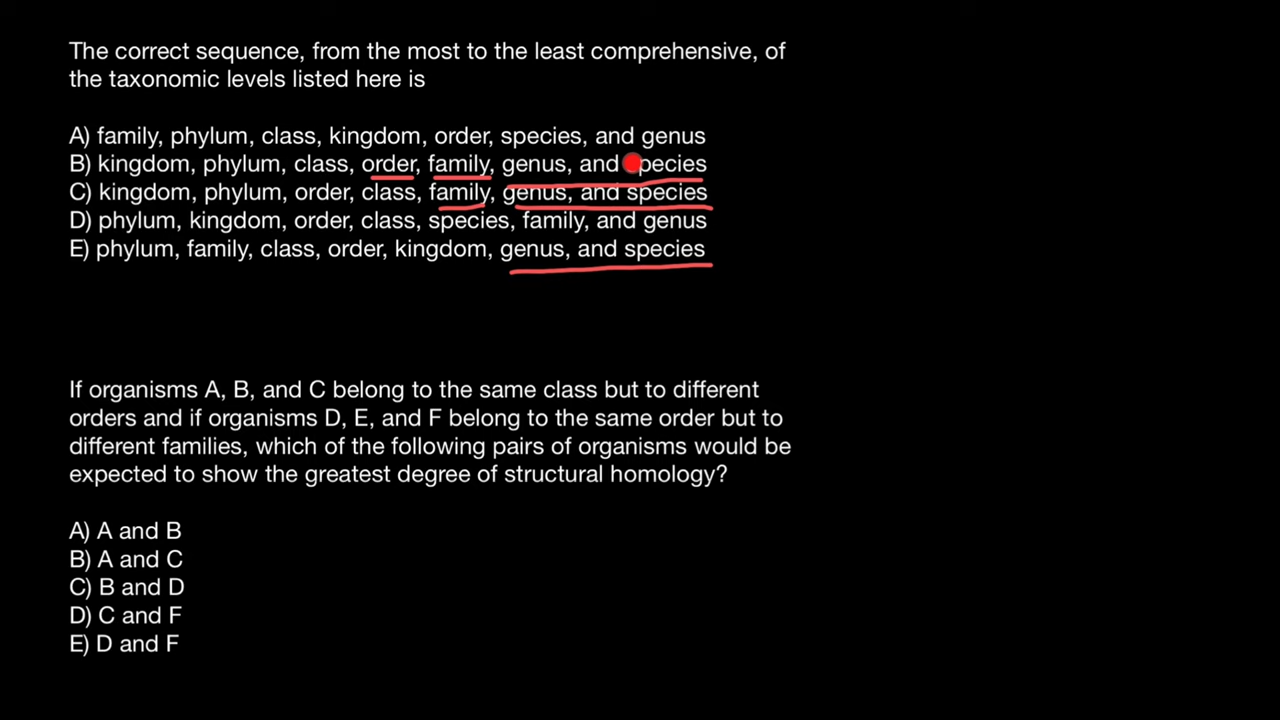 The correct sequence, from the most to the least comprehensive, of
the taxonomic levels listed here is
A) family, phylum, class, kingdom, order, species, and genus
B) kingdom, phylum, class, order, family, genus, and species
C) kingdom, phylum, order, class, family, genus, and species
D) phylum, kingdom, order, class, species, family, and genus
E) phylum, family, class, order, kingdom, genus, and species
If organisms A, B, and C belong to the same class but to different
orders and if organisms D, E, and F belong to the same order but to
different families, which of the following pairs of organisms would be
expected to show the greatest degree of structural homology?
A) A and B
B) A and C
C) B and D
D) C and F
E) D and F